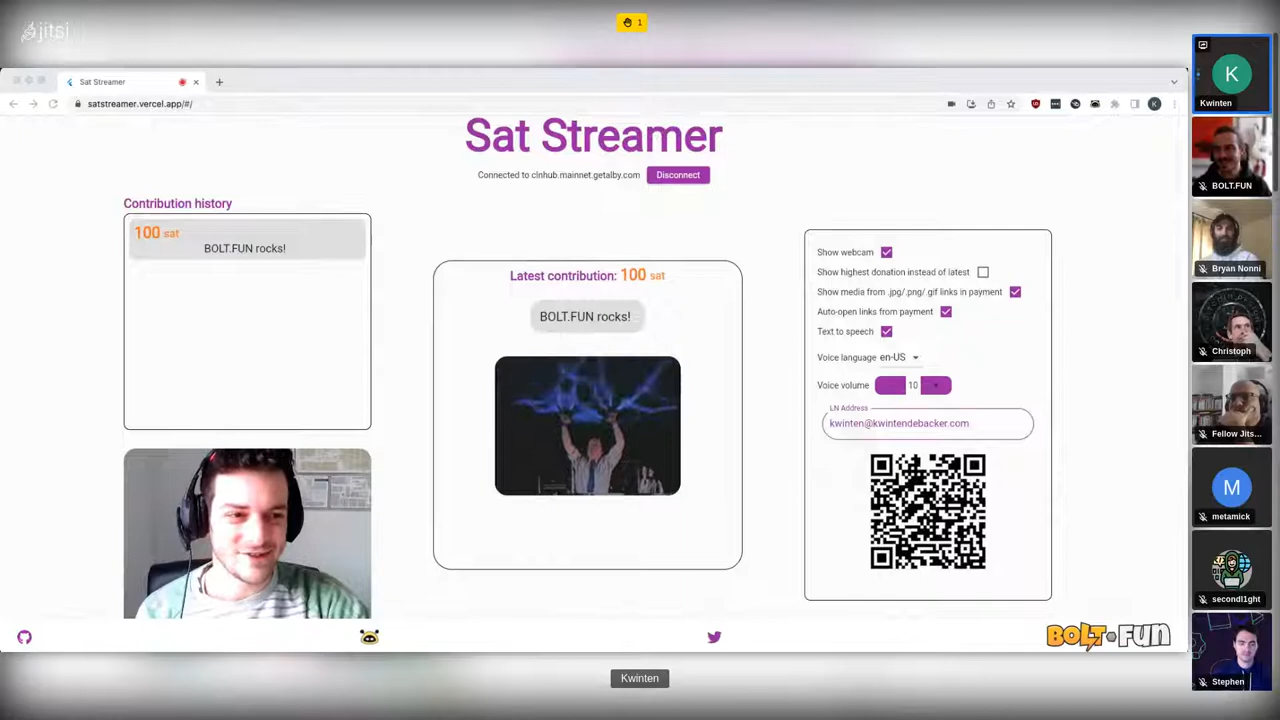 jitsi
1
Sat Streamer
satstreamer.vercel.app/#/
K
Sat Streamer
Connected to clnhub.mainnet.getalby.com
Disconnect
Contribution history
100 sat
BOLT.FUN rocks!
Latest contribution: 100 sat
BOLT.FUN rocks!
Show webcam
Show highest donation instead of latest
Show media from .jpg/.png/.gif links in payment
Auto-open links from payment
Text to speech
Voice language en-US
Voice volume 10
LN Address
kwinten@kwintendebacker.com
BOLT FUN
Kwinten
K
Kwinten
BOLT.FUN
Bryan Nonni
Christoph
Fellow Jits...
M
metamick
secondl1ght
Stephen